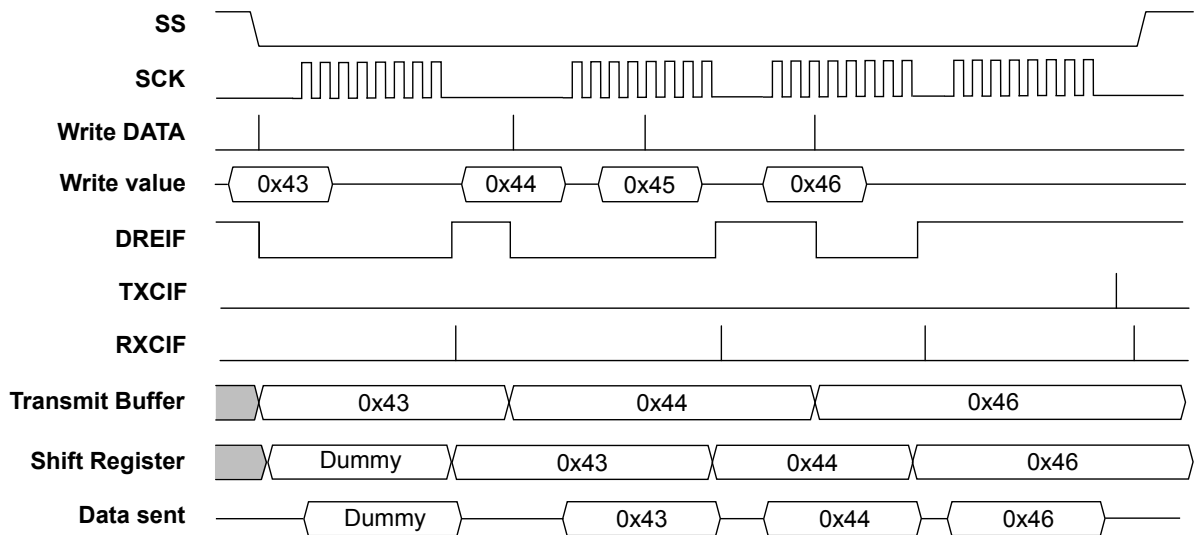 SS
SCK
Write DATA
Write value 0x43 0x44 0x45 0x46
DREIF
TXCIF
RXCIF
Transmit Buffer 0x43 0x44 0x46
Shift Register Dummy 0x43 0x44 0x46
Data sent Dummy 0x43 0x44 0x46